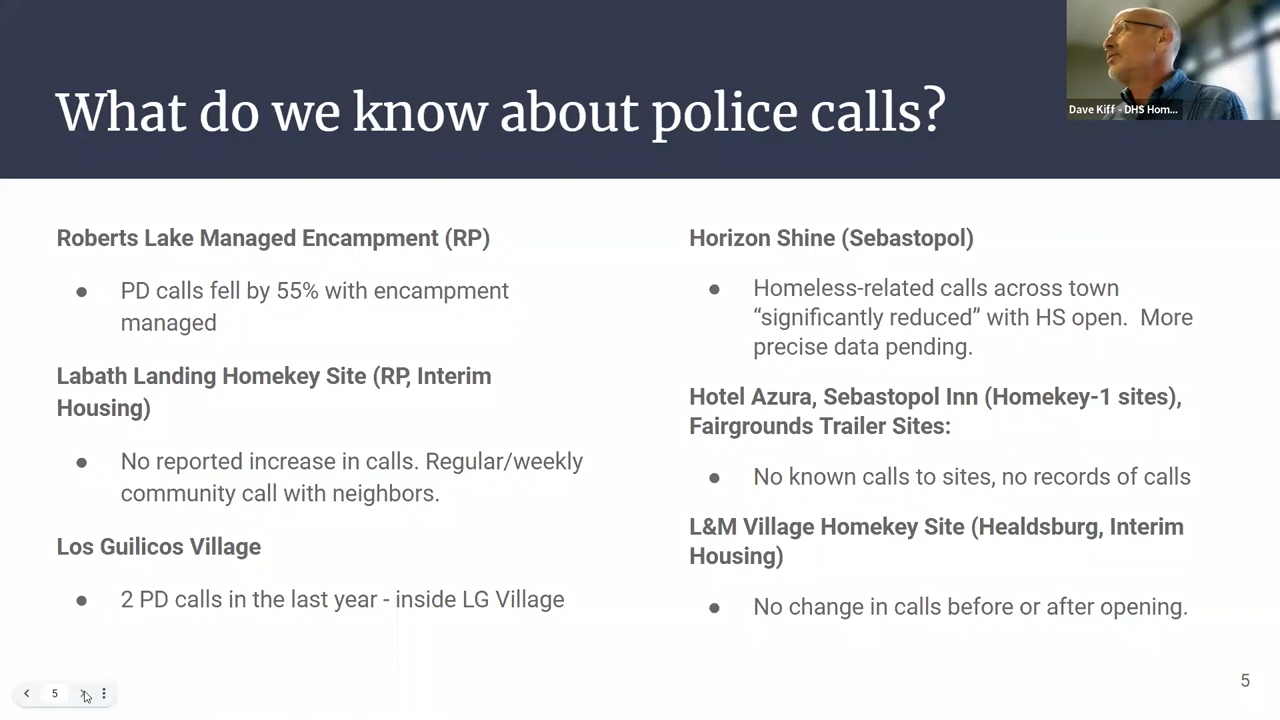 What do we know about police calls?
Dave Kiff - DHS Hom...
Roberts Lake Managed Encampment (RP)
● PD calls fell by 55% with encampment
managed
Labath Landing Homekey Site (RP, Interim
Housing)
● No reported increase in calls. Regular/weekly
community call with neighbors.
Los Guilicos Village
● 2 PD calls in the last year - inside LG Village
Horizon Shine (Sebastopol)
● Homeless-related calls across town
“significantly reduced” with HS open.  More
precise data pending.
Hotel Azura, Sebastopol Inn (Homekey-1 sites),
Fairgrounds Trailer Sites:
● No known calls to sites, no records of calls
L&M Village Homekey Site (Healdsburg, Interim
Housing)
● No change in calls before or after opening.
5
5